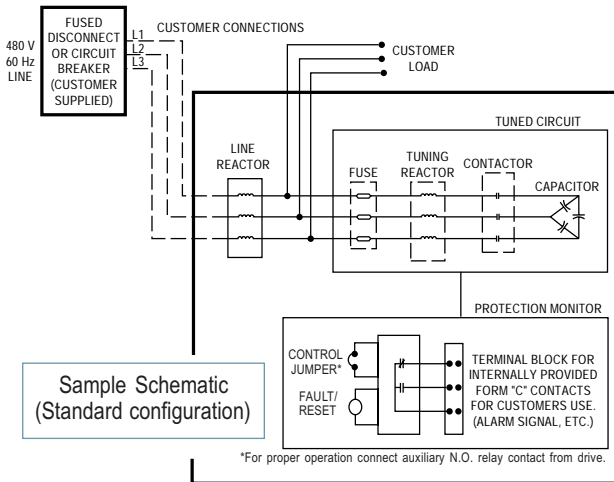 FUSED
DISCONNECT
OR CIRCUIT
BREAKER
(CUSTOMER
SUPPLIED)
480 V
60 Hz
LINE
L1
L2
L3
CUSTOMER CONNECTIONS
CUSTOMER
LOAD
TUNED CIRCUIT
LINE
REACTOR
FUSE
TUNING
REACTOR
CONTACTOR
CAPACITOR
PROTECTION MONITOR
CONTROL
JUMPER*
FAULT/
RESET
TERMINAL BLOCK FOR
INTERNALLY PROVIDED
FORM "C" CONTACTS
FOR CUSTOMERS USE.
(ALARM SIGNAL, ETC.)
Sample Schematic
(Standard configuration)
*For proper operation connect auxiliary N.O. relay contact from drive.